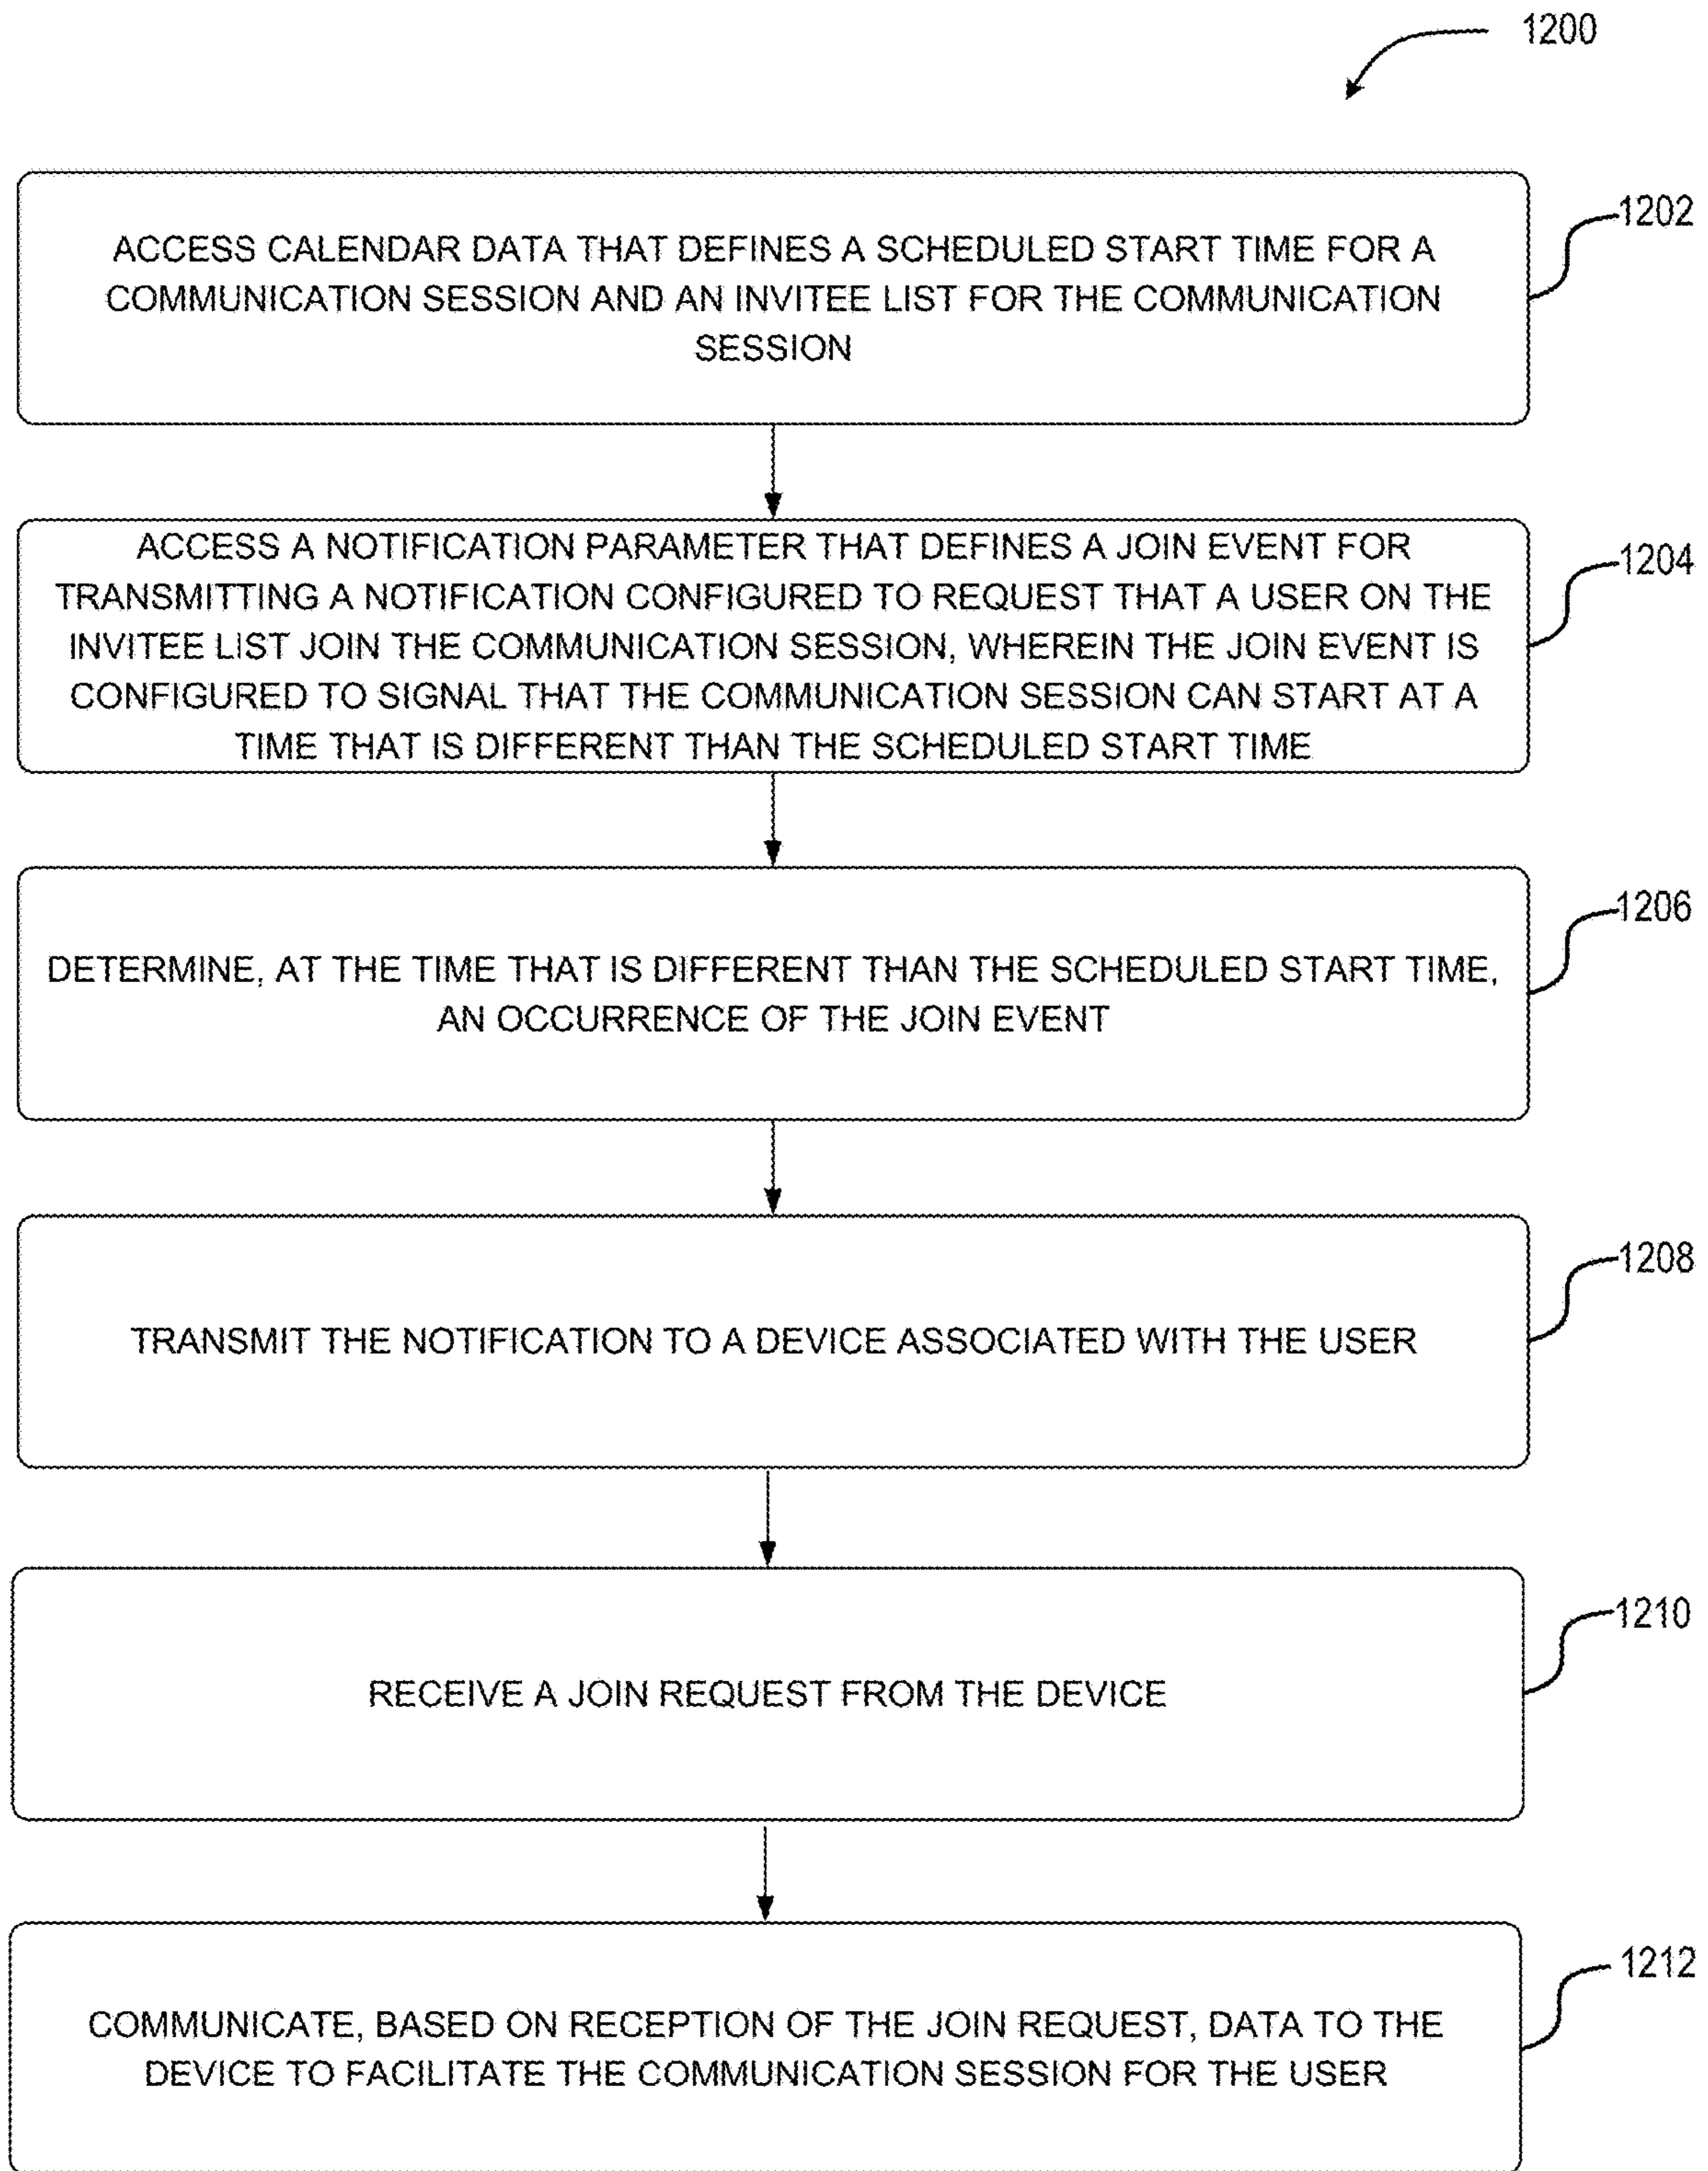 1200
ACCESS CALENDAR DATA THAT DEFINES A SCHEDULED START TIME FOR A
COMMUNICATION SESSION AND AN INVITEE LIST FOR THE COMMUNICATION
SESSION
1202
ACCESS A NOTIFICATION PARAMETER THAT DEFINES A JOIN EVENT FOR
TRANSMITTING A NOTIFICATION CONFIGURED TO REQUEST THAT A USER ON THE
INVITEE LIST JOIN THE COMMUNICATION SESSION, WHEREIN THE JOIN EVENT IS
CONFIGURED TO SIGNAL THAT THE COMMUNICATION SESSION CAN START AT A
TIME THAT IS DIFFERENT THAN THE SCHEDULED START TIME
1204
DETERMINE, AT THE TIME THAT IS DIFFERENT THAN THE SCHEDULED START TIME,
AN OCCURRENCE OF THE JOIN EVENT
1206
TRANSMIT THE NOTIFICATION TO A DEVICE ASSOCIATED WITH THE USER
1208
RECEIVE A JOIN REQUEST FROM THE DEVICE
1210
COMMUNICATE, BASED ON RECEPTION OF THE JOIN REQUEST, DATA TO THE
DEVICE TO FACILITATE THE COMMUNICATION SESSION FOR THE USER
1212